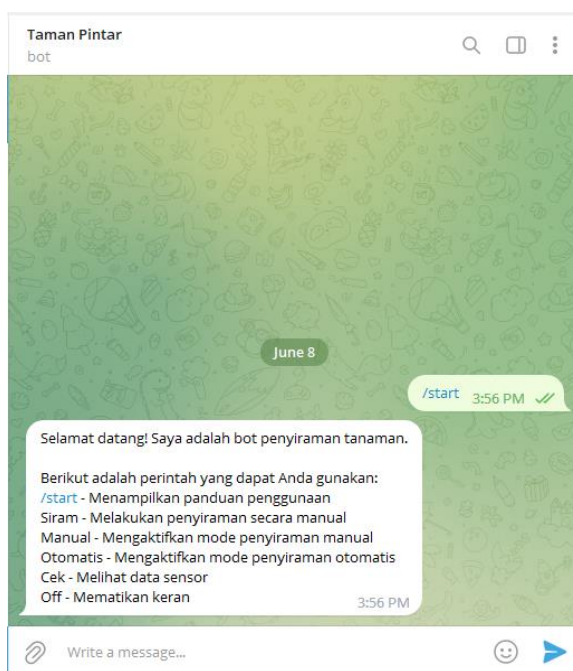 Taman Pintar
bot
June 8
/start 3:56 PM
Selamat datang! Saya adalah bot penyiraman tanaman.
Berikut adalah perintah yang dapat Anda gunakan:
/start - Menampilkan panduan penggunaan
Siram - Melakukan penyiraman secara manual
Manual - Mengaktifkan mode penyiraman manual
Otomatis - Mengaktifkan mode penyiraman otomatis
Cek - Melihat data sensor
Off - Mematikan keran
3:56 PM
Write a message...